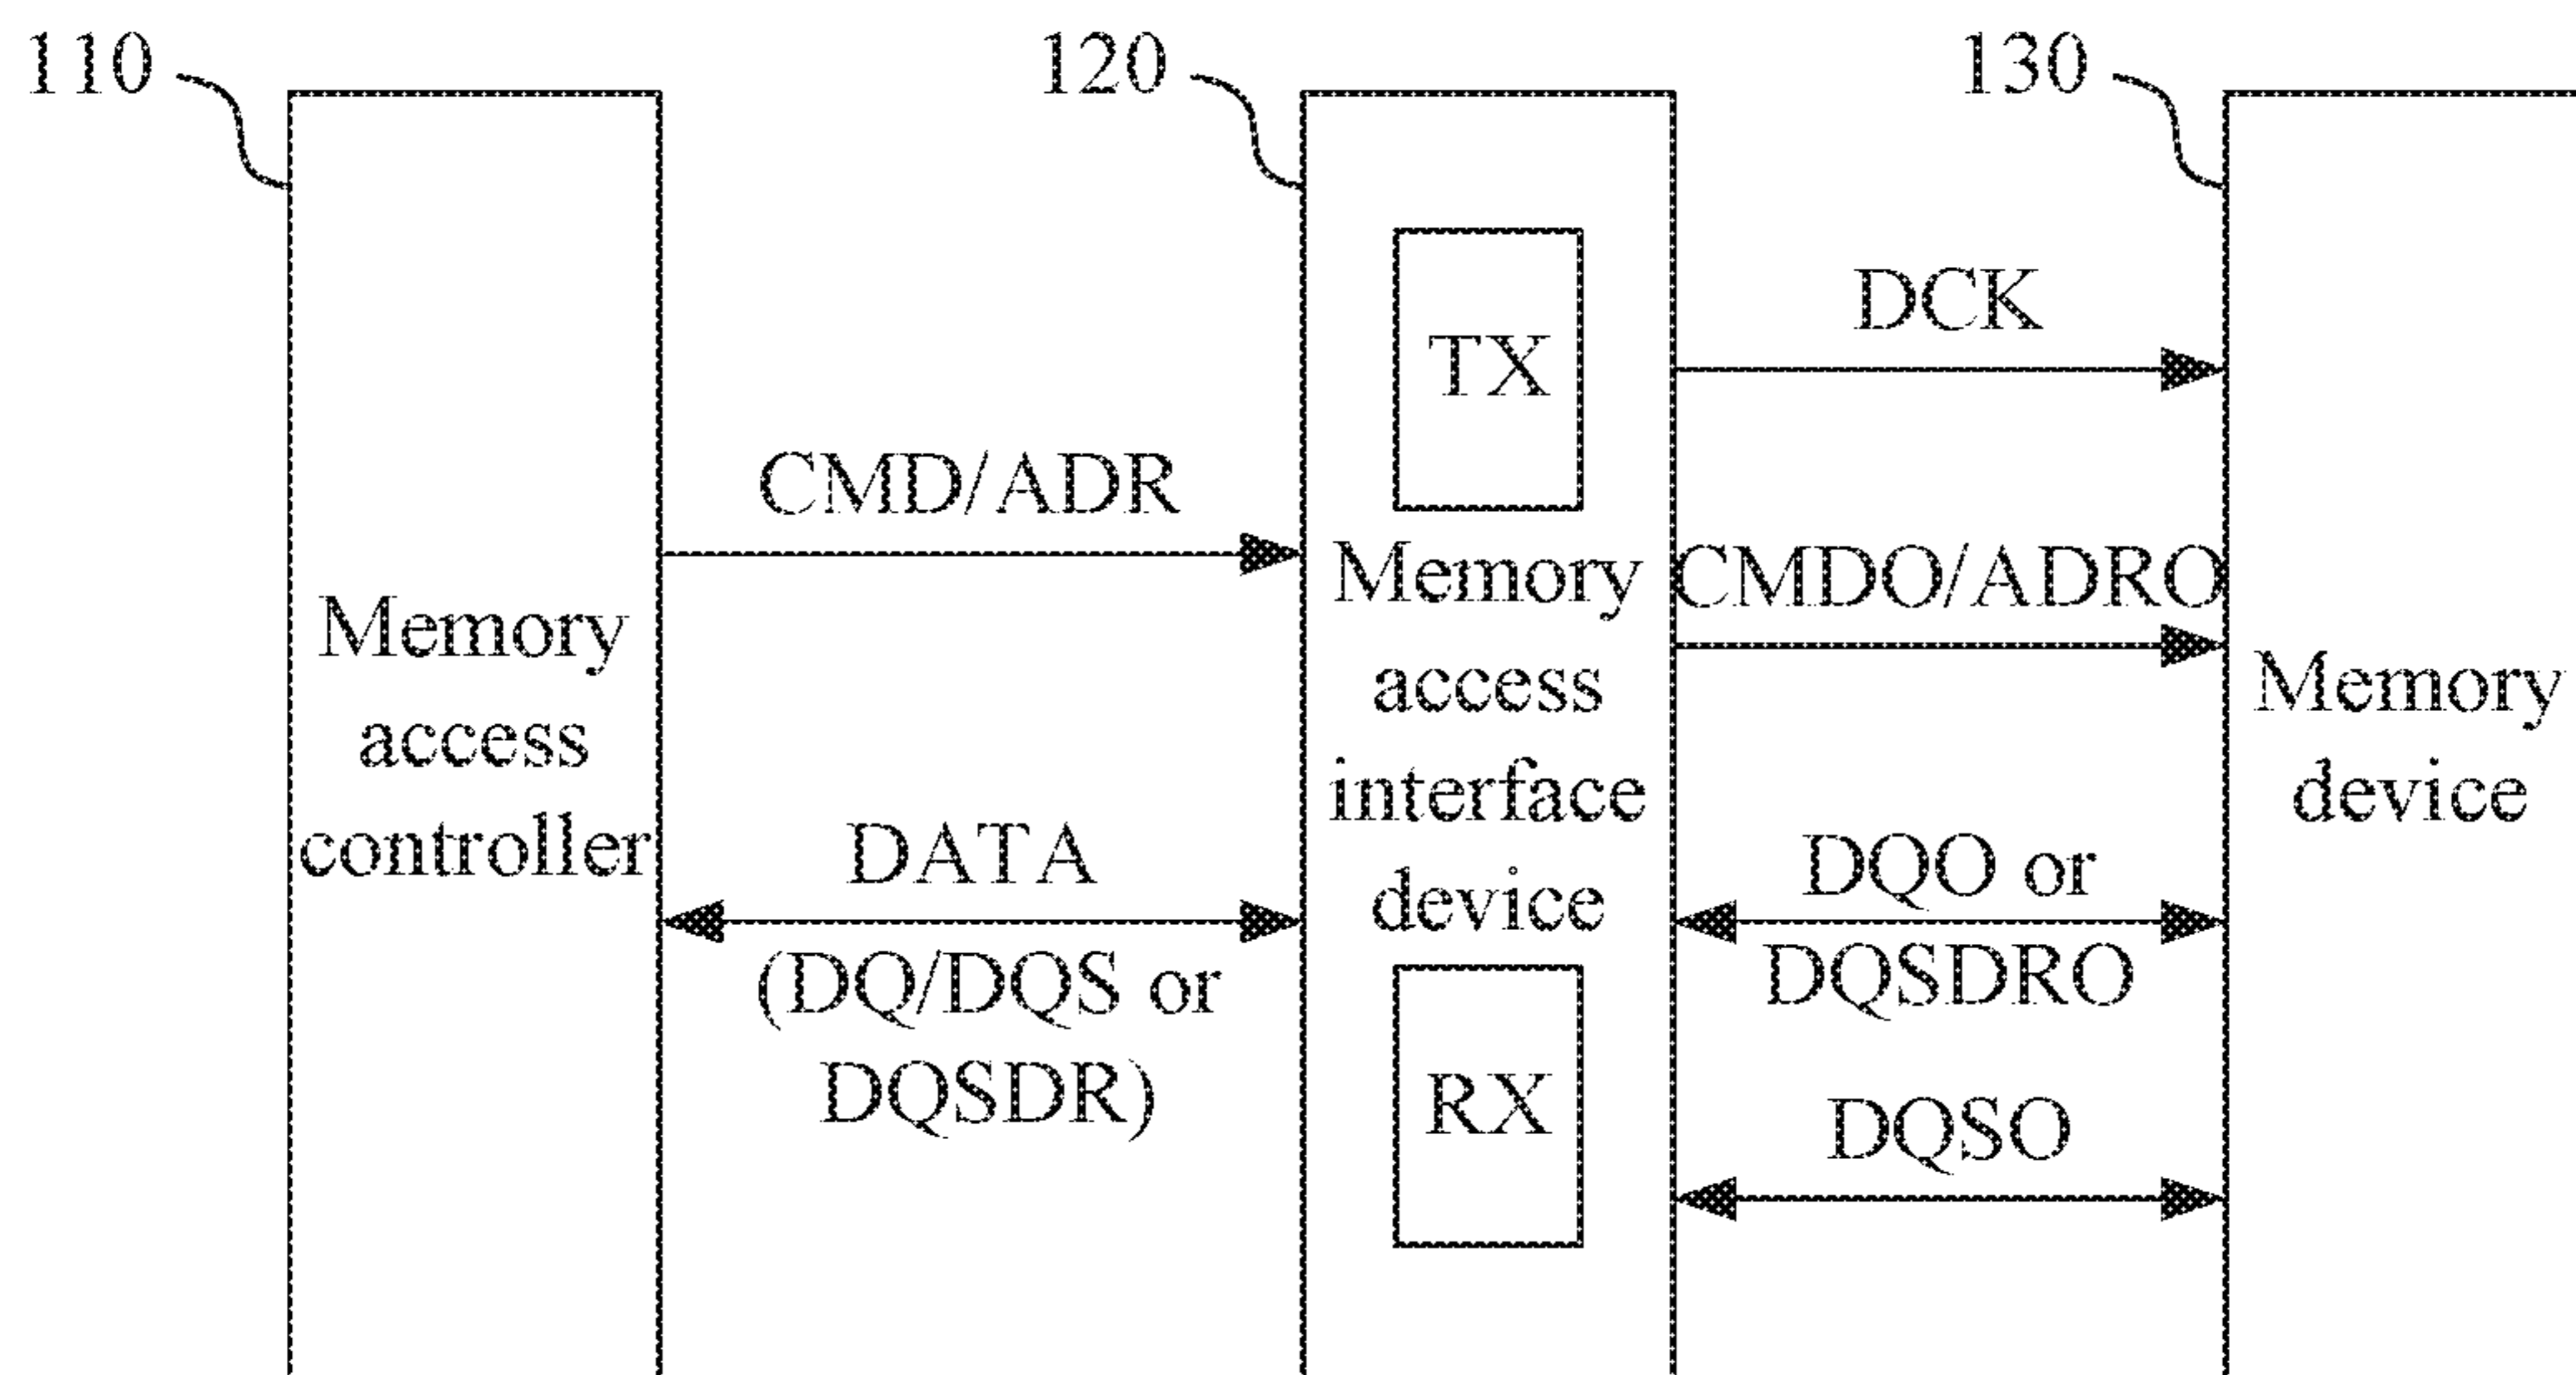 110
120
130
Memory
access
controller
CMD/ADR
DATA
(DQ/DQS or
DQSDR)
TX
Memory
access
interface
device
RX
DCK
CMDO/ADRO
DQO or
DQSDRO
DQSO
Memory
device